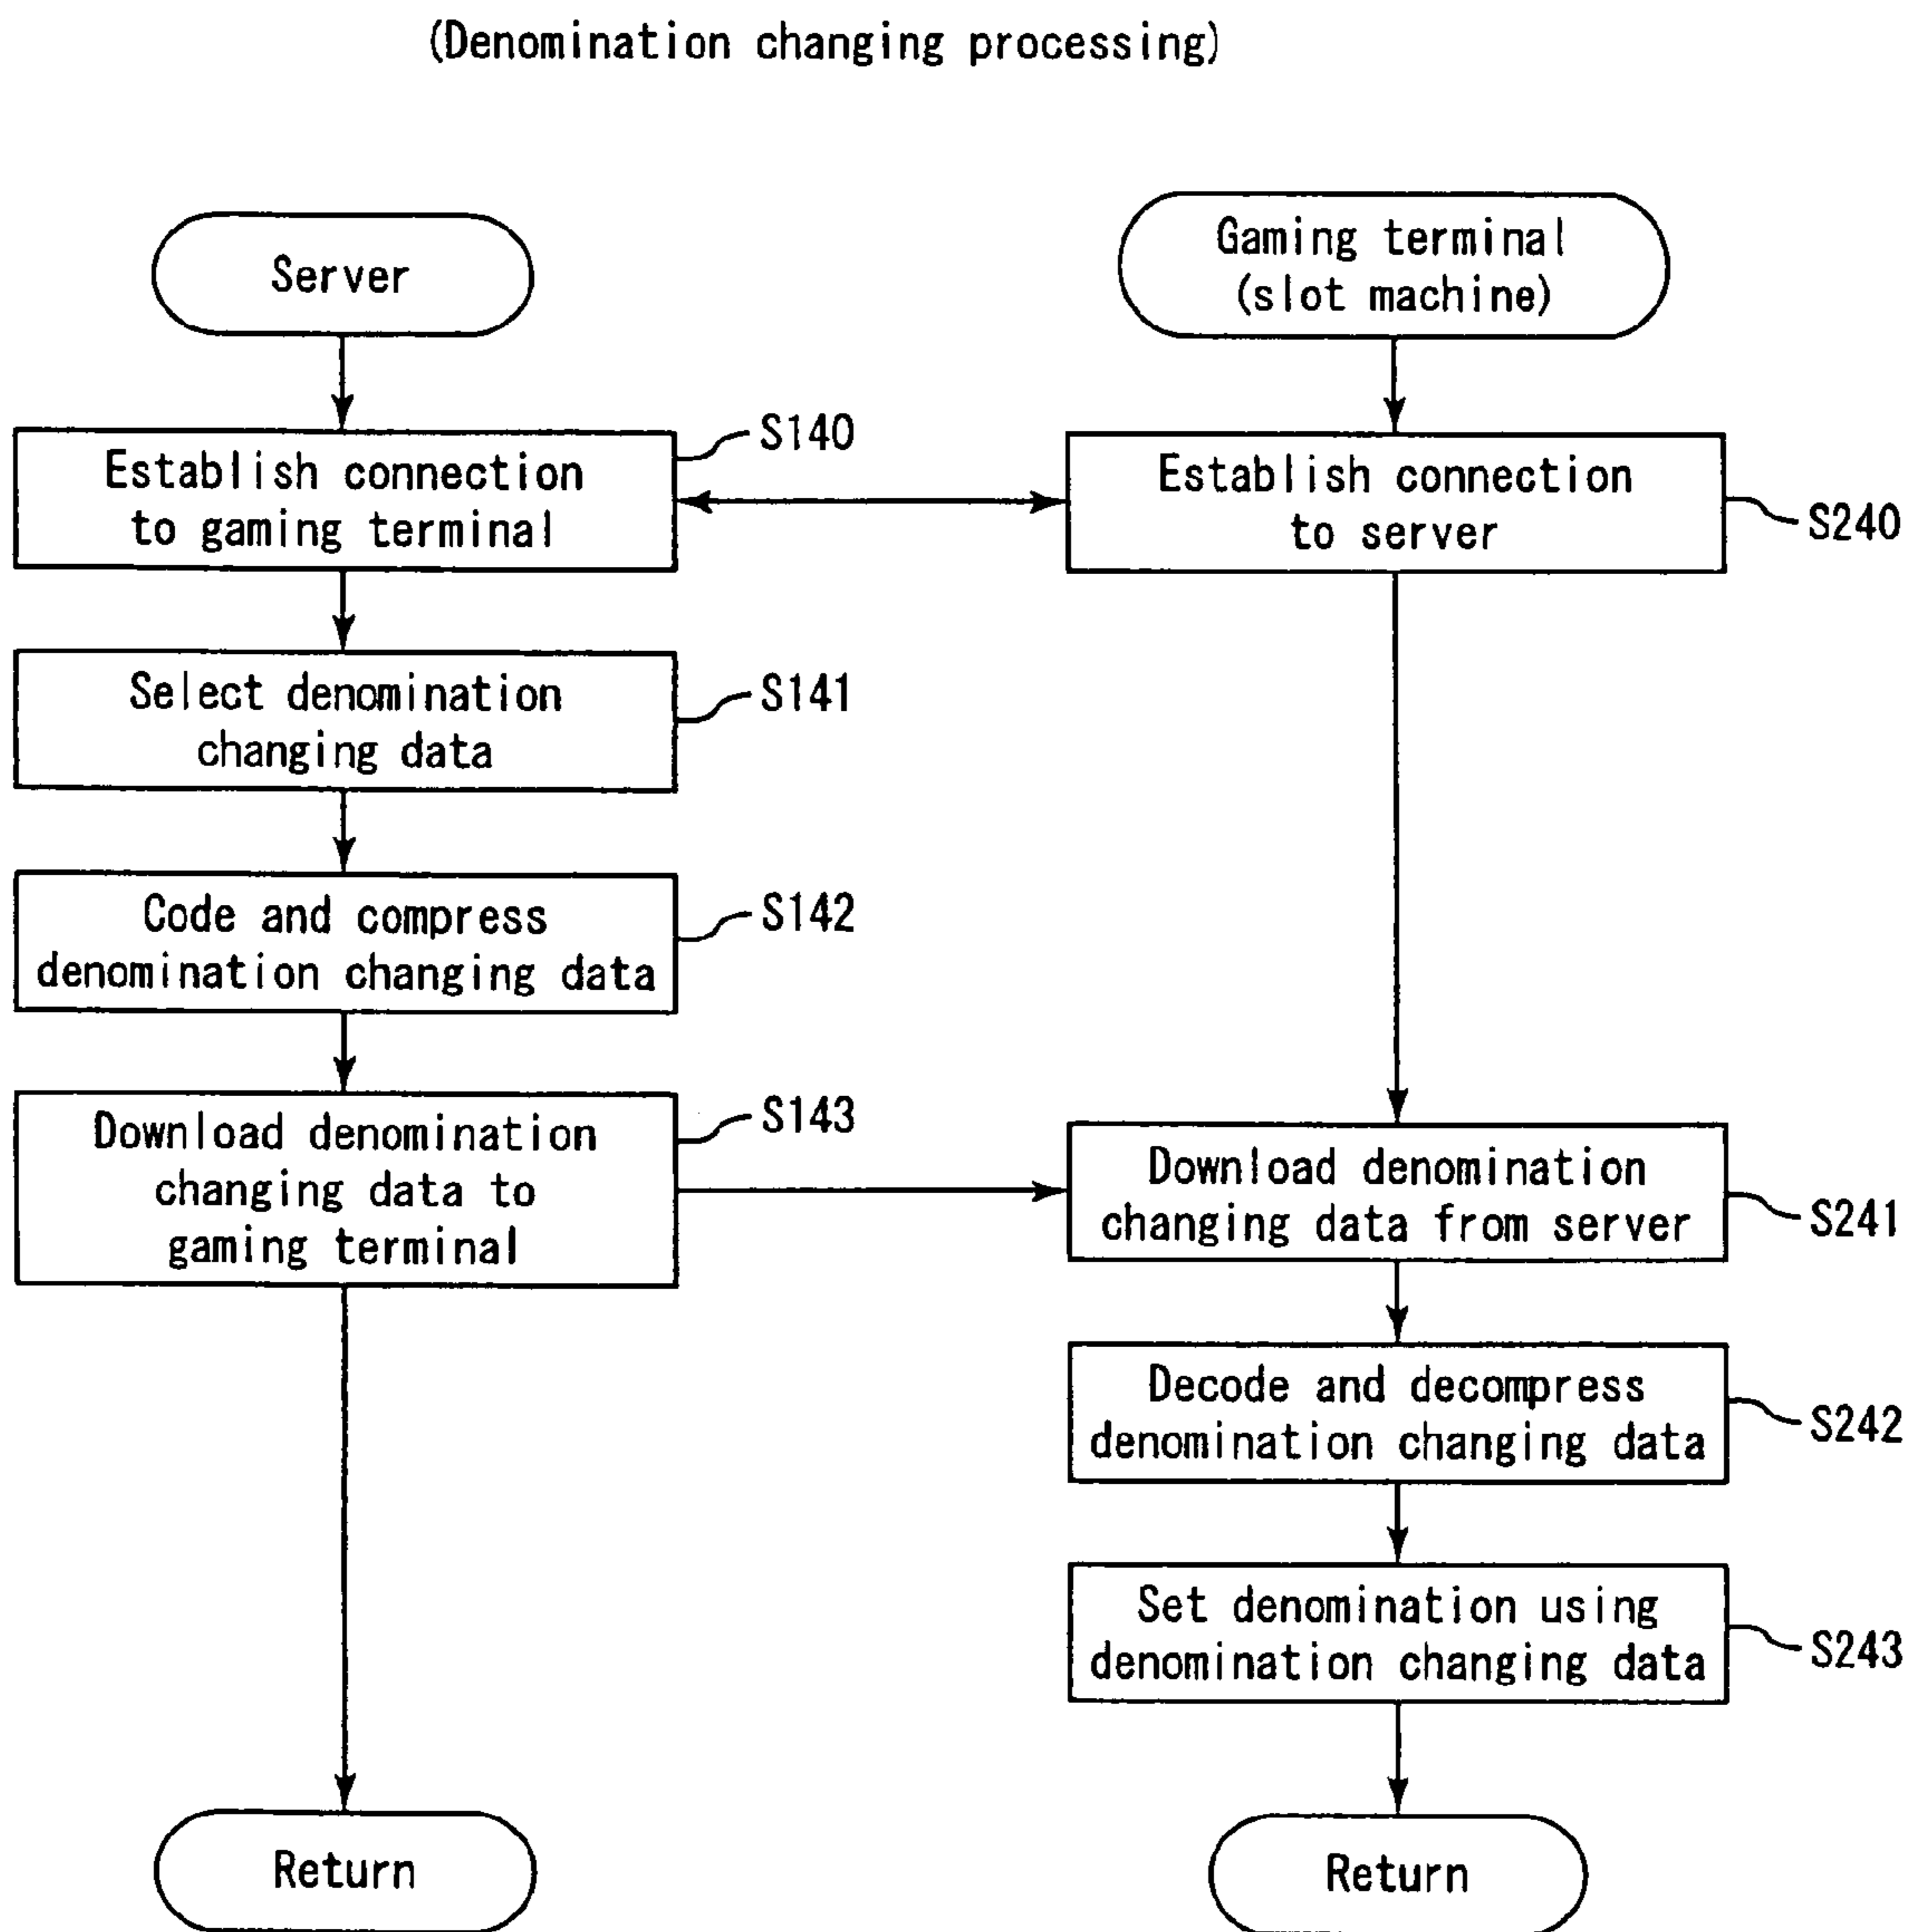 (Denomination changing processing)
Server
Establish connection
to gaming terminal
S140
Select denomination
changing data
S141
Code and compress
denomination changing data
S142
Download denomination
changing data to
gaming terminal
S143
Return
Gaming terminal
(slot machine)
Establish connection
to server
S240
Download denomination
changing data from server
S241
Decode and decompress
denomination changing data
S242
Set denomination using
denomination changing data
S243
Return